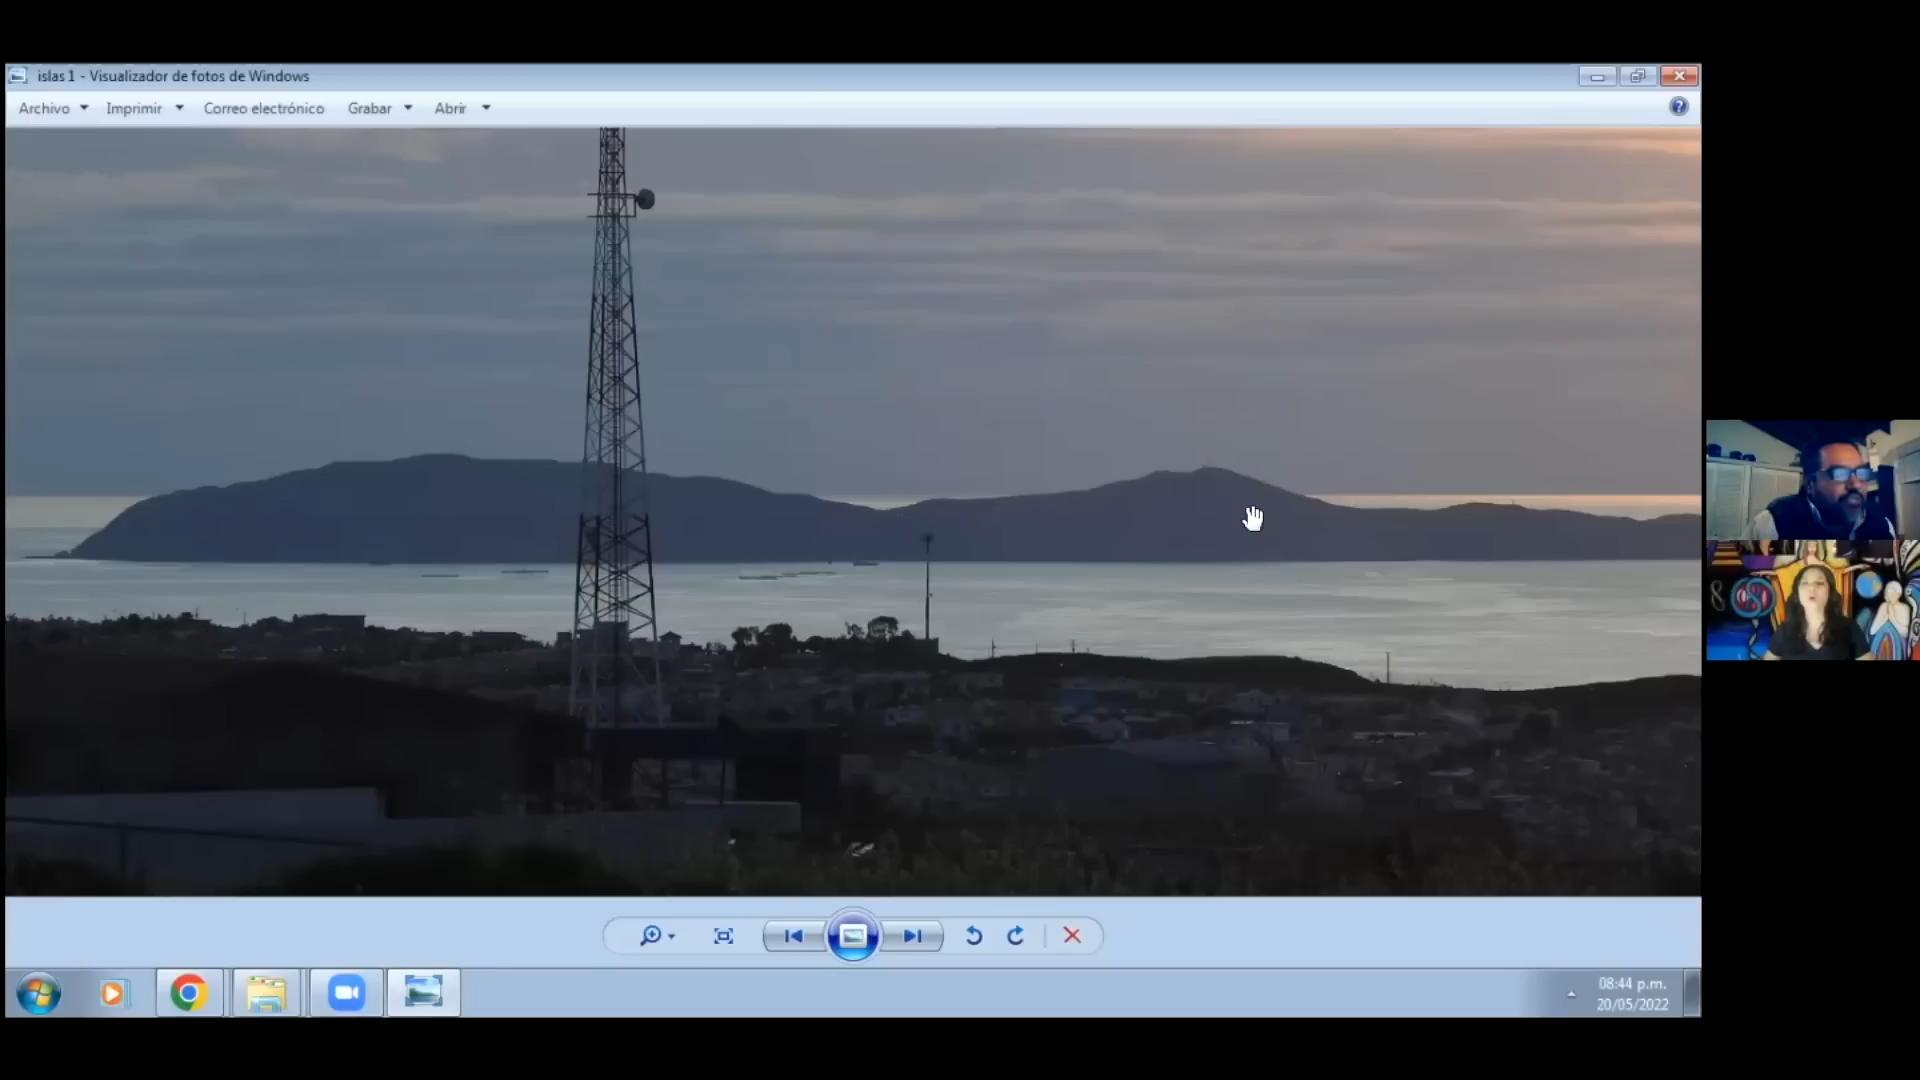 islas 1 - Visualizador de fotos de Windows
Archivo Imprimir Correo electrónico Grabar Abrir
08:44 p.m.
20/05/2022